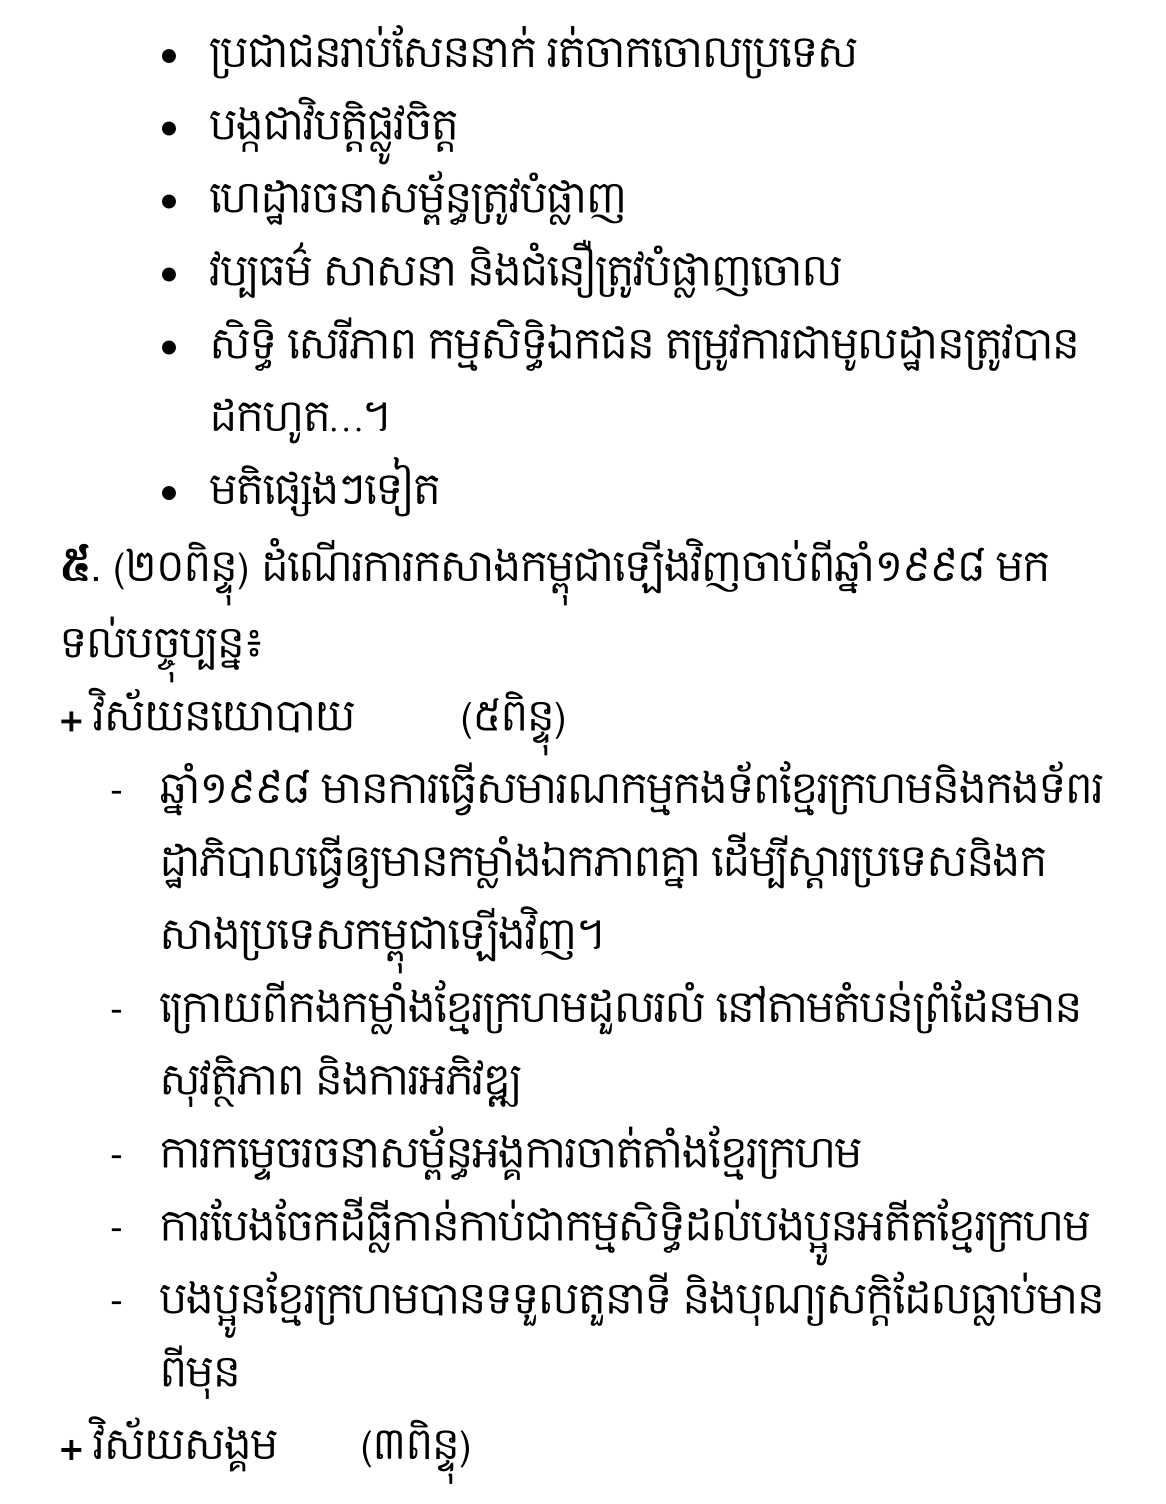 • ប្រជាជនរាប់សែននាក់ រត់ចាកចោលប្រទេស
• បង្កជាវិបត្តិផ្លូវចិត្ត
• ហេដ្ឋារចនាសម្ព័ន្ធត្រូវបំផ្លាញ
• វប្បធម៌ សាសនា និងជំនឿត្រូវបំផ្លាញចោល
• សិទ្ធិ សេរីភាព កម្មសិទ្ធិឯកជន តម្រូវការជាមូលដ្ឋានត្រូវបាន
ដកហូត...។
• មតិផ្សេងៗទៀត
៥. (២០ពិន្ទុ) ដំណើរការកសាងកម្ពុជាឡើងវិញចាប់ពីឆ្នាំ១៩៩៨ មក
ទល់បច្ចុប្បន្ន៖
+ វិស័យនយោបាយ (៥ពិន្ទុ)
- ឆ្នាំ១៩៩៨ មានការធ្វើសមារណកម្មកងទ័ពខ្មែរក្រហមនិងកងទ័ពរ
ដ្ឋាភិបាលធ្វើឲ្យមានកម្លាំងឯកភាពគ្នា ដើម្បីស្តារប្រទេសនិងក
សាងប្រទេសកម្ពុជាឡើងវិញ។
- ក្រោយពីកងកម្លាំងខ្មែរក្រហមដួលរលំ នៅតាមតំបន់ព្រំដែនមាន
សុវត្ថិភាព និងការអភិវឌ្ឍ
- ការកម្ទេចរចនាសម្ព័ន្ធអង្គការចាត់តាំងខ្មែរក្រហម
- ការបែងចែកដីធ្លីកាន់កាប់ជាកម្មសិទ្ធិដល់បងប្អូនអតីតខ្មែរក្រហម
- បងប្អូនខ្មែរក្រហមបានទទួលតួនាទី និងបុណ្យសក្តិដែលធ្លាប់មាន
ពីមុន
+ វិស័យសង្គម (៣ពិន្ទុ)